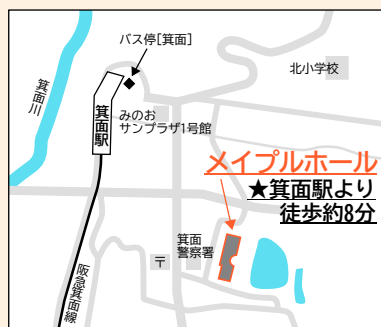 バス停[箕面]
北小学校
箕面川
箕面駅
みのお
サンプラザ1号館
メイプルホール
★箕面駅より
徒歩約8分
箕面
警察署
〒
阪急箕面線